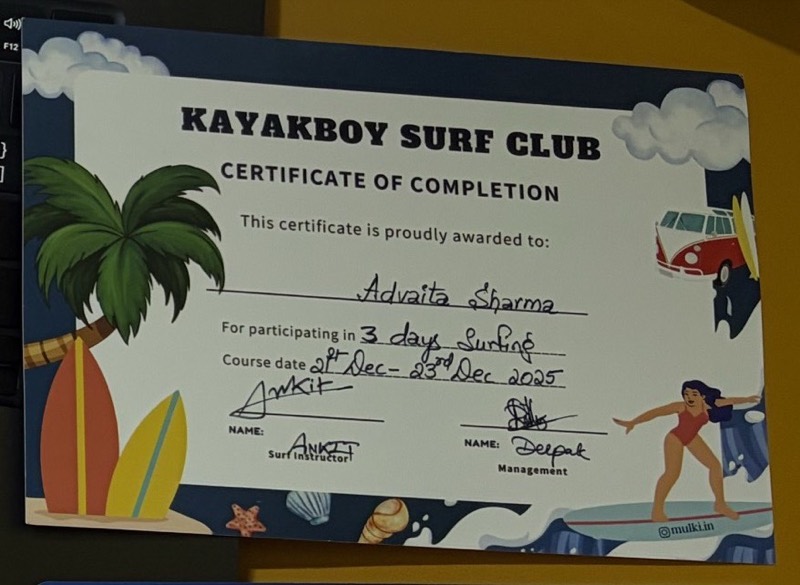 F12
}
]
KAYAKBOY SURF CLUB
CERTIFICATE OF COMPLETION
This certificate is proudly awarded to:
Advaita Sharma
For participating in 3 days Surfing
Course date 21st Dec - 23rd Dec 2025
Ankit
NAME: ANKIT
Surf Instructor
NAME: Deepak
Management
@mulki.in